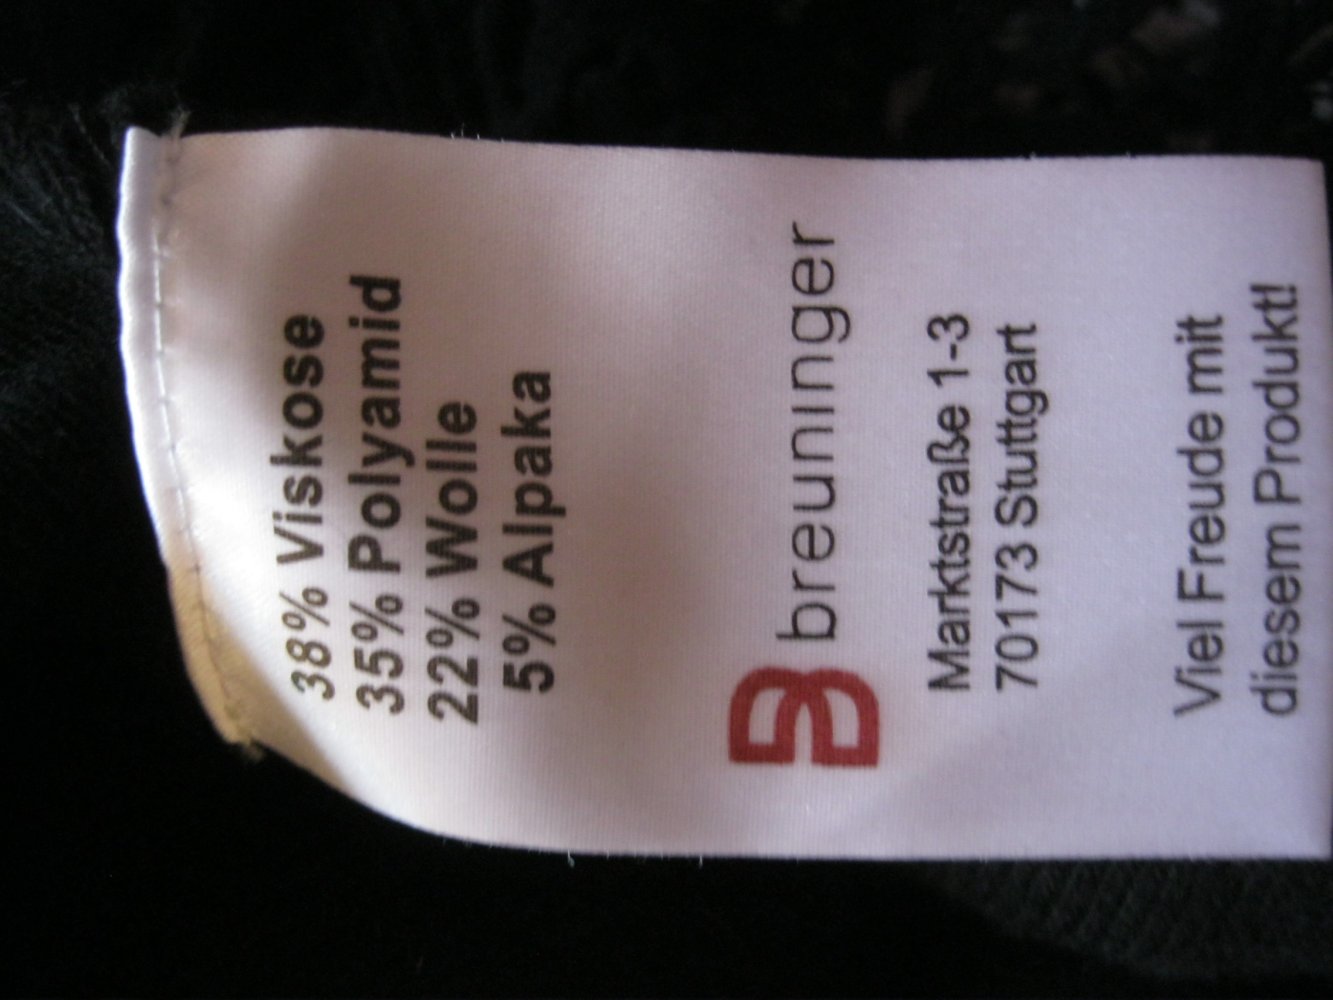 38% Viskose
35% Polyamid
22% Wolle
5% Alpaka
breuninger
Marktstraße 1-3
70173 Stuttgart
Viel Freude mit
diesem Produkt!